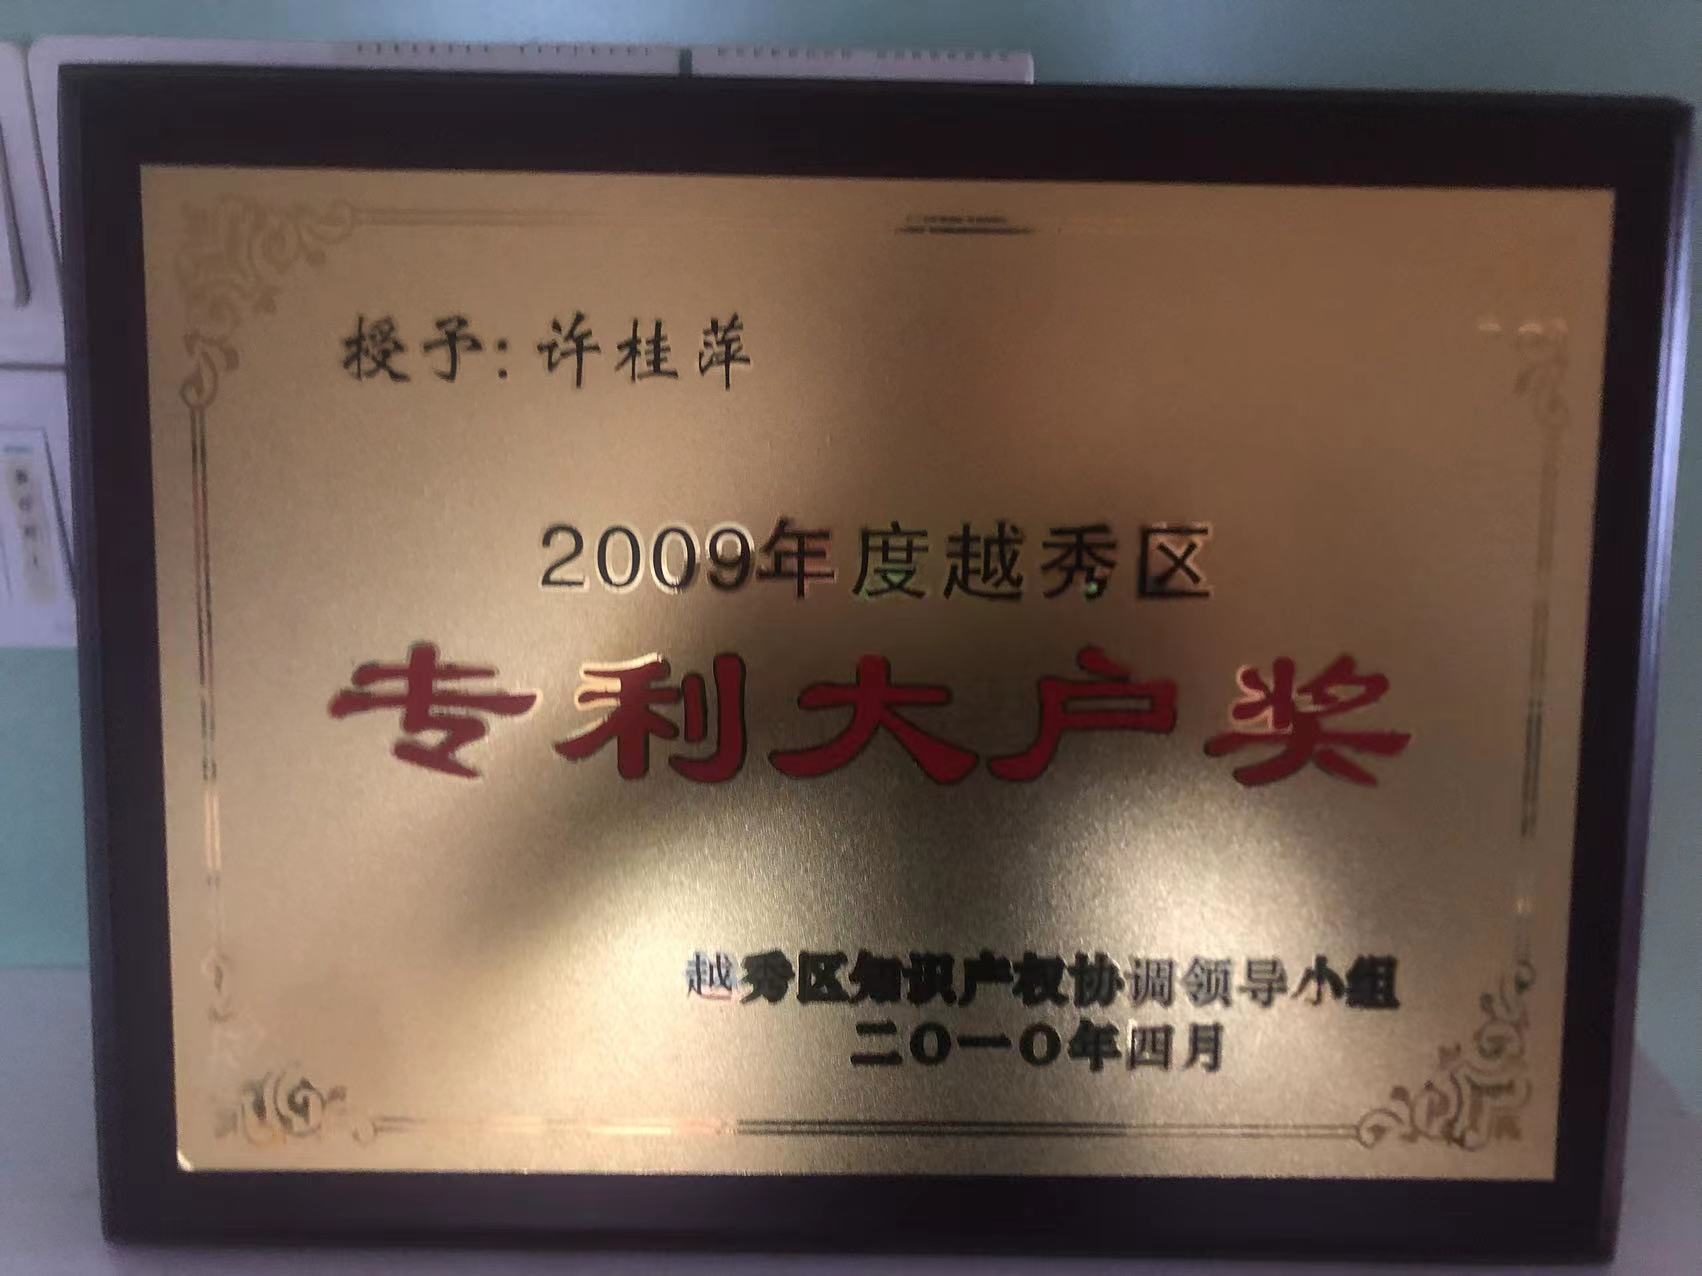 授予：许桂萍
2009年度越秀区
专利大户奖
越秀区知识产权协调领导小组
二〇一〇年四月